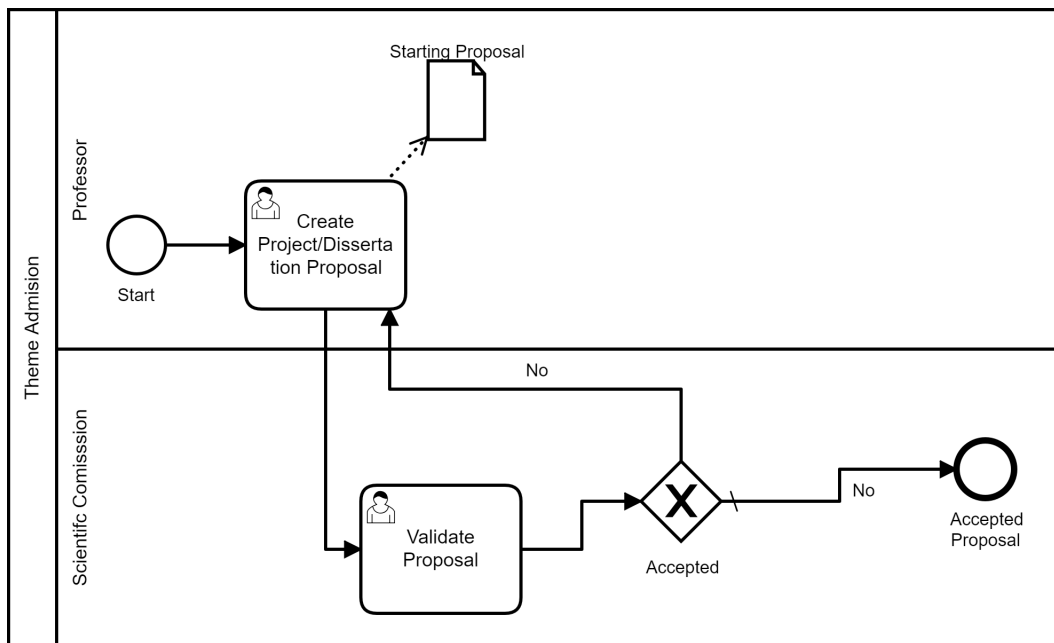 Theme Admision
Professor
Starting Proposal
Create
Project/Disserta
tion Proposal
Start
Scientifc Comisssion
No
Validate
Proposal
Accepted
No
Accepted
Proposal